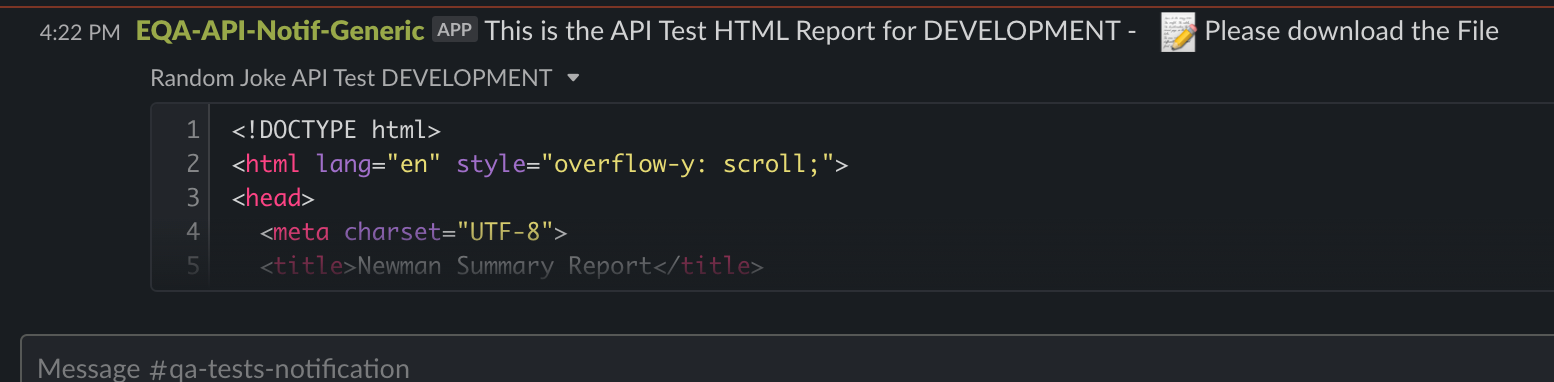 4:22 PM EQA-API-Notif-Generic APP This is the API Test HTML Report for DEVELOPMENT - 📝 Please download the File
Random Joke API Test DEVELOPMENT ▼
1 <!DOCTYPE html>
2 <html lang="en" style="overflow-y: scroll;">
3 <head>
4 <meta charset="UTF-8">
5 <title>Newman Summary Report</title>
Message #qa-tests-notification